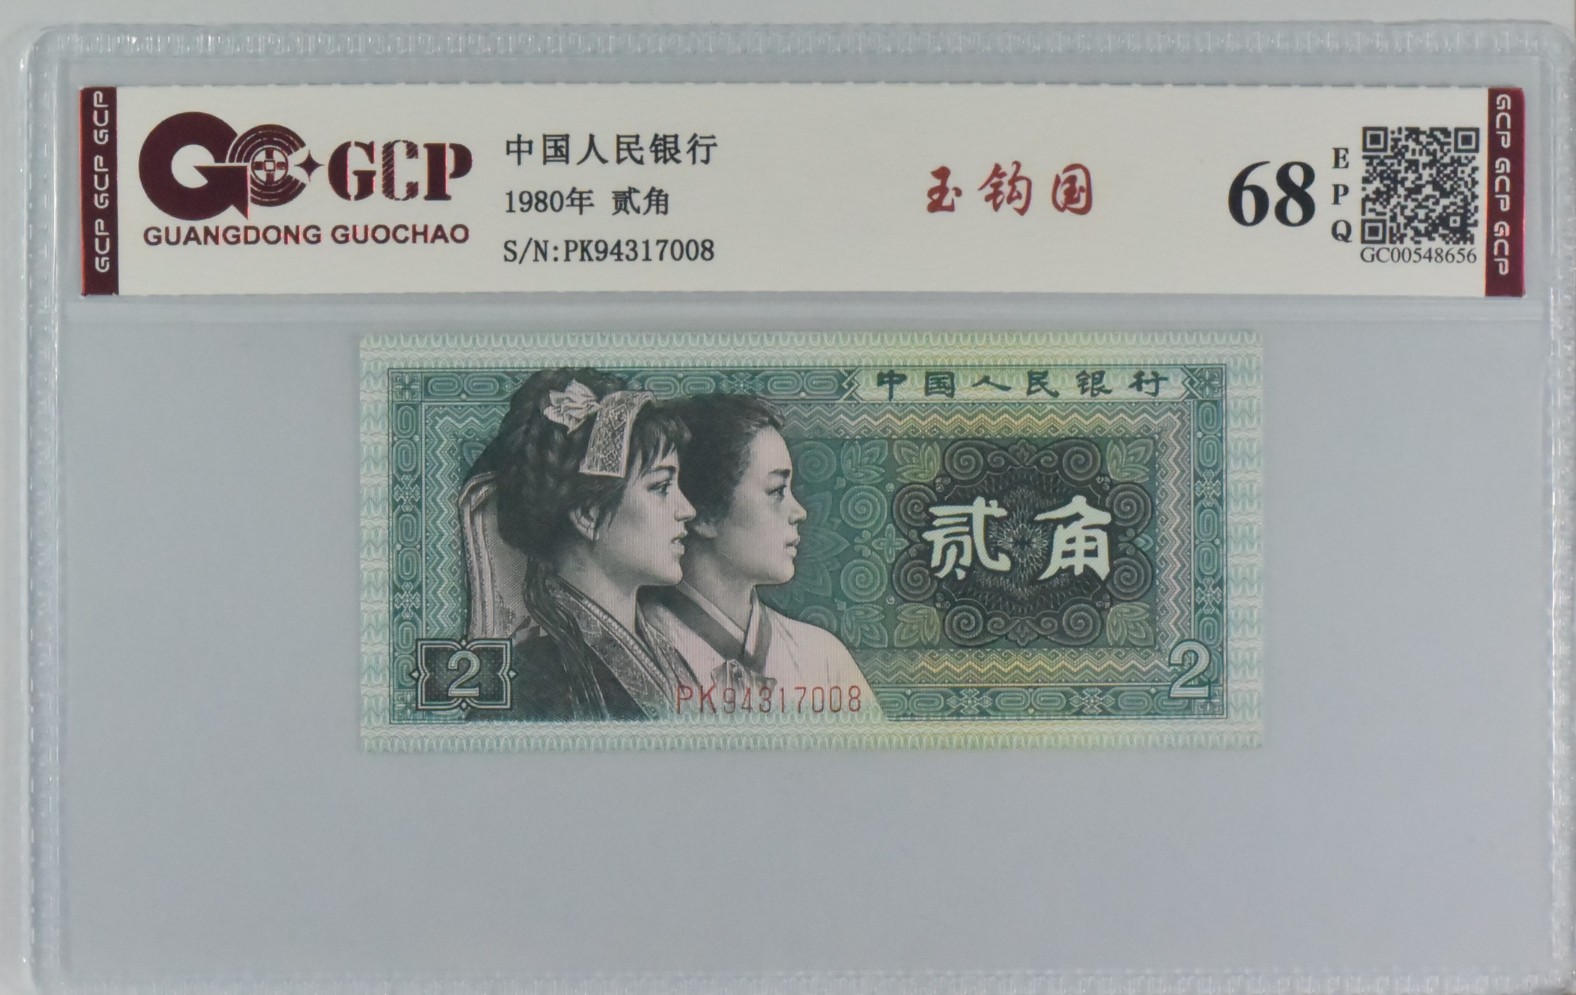 GCP GCP GCP
GCP
GUANGDONG GUOCHAO
中国人民银行
1980年 贰角
S/N:PK94317008
玉钩国
68
EPQ
GC00548656
GCP GCP GCP
中国人民银行
贰角
2
2
PK94317008